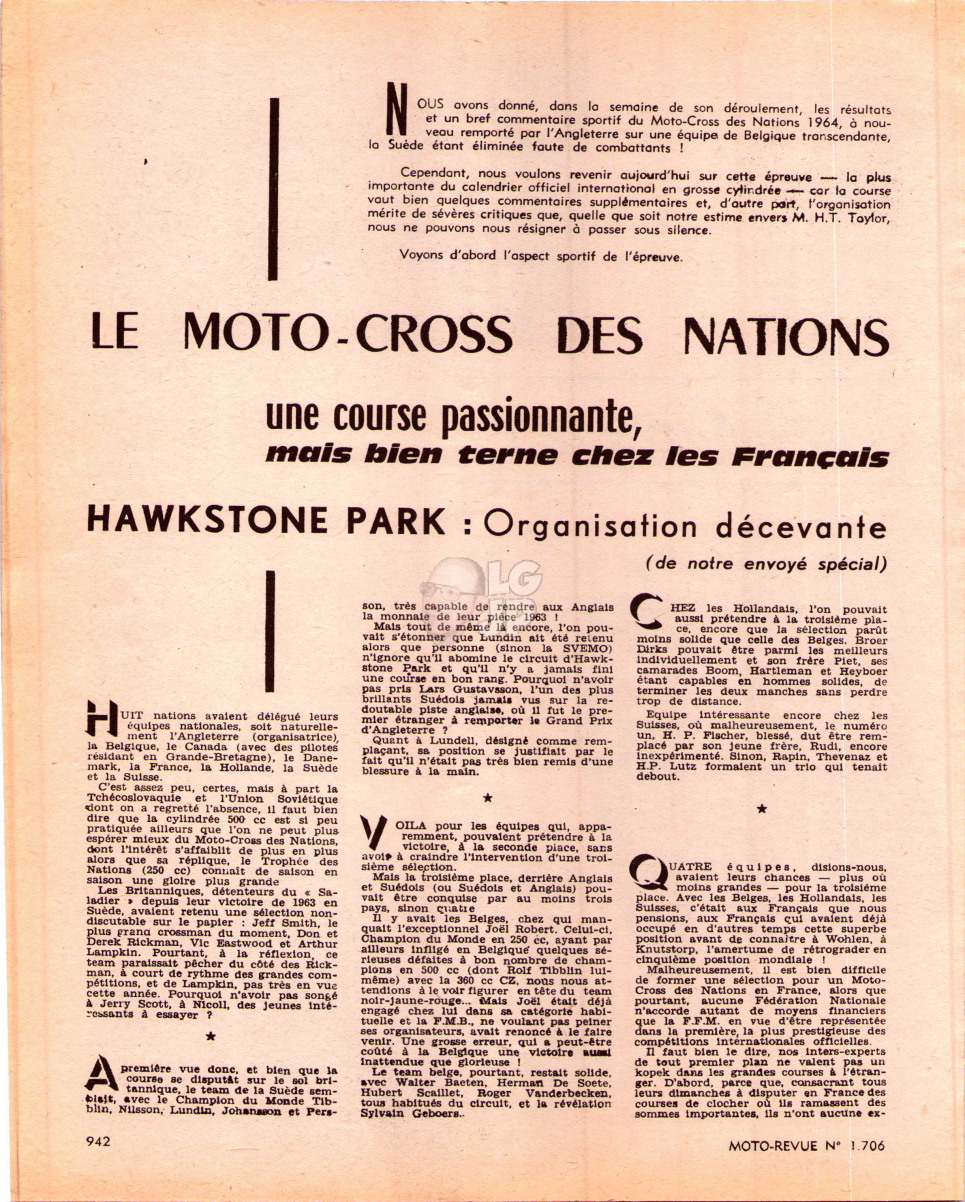 NOUS avons donné, dans la semaine de son déroulement, les résultats
et un bref commentaire sportif du Moto-Cross des Nations 1964, à nou-
veau remporté par l'Angleterre sur une équipe de Belgique transcendante,
la Suède étant éliminée faute de combattants !
Cependant, nous voulons revenir aujourd'hui sur cette épreuve — la plus
importante du calendrier officiel international en grosse cylindrée — car la course
vaut bien quelques commentaires supplémentaires et, d'autre part, l'organisation
mérite de sévères critiques que, quelle que soit notre estime envers M. H.T. Taylor,
nous ne pouvons nous résigner à passer sous silence.
Voyons d'abord l'aspect sportif de l'épreuve.
LE MOTO-CROSS DES NATIONS
une course passionnante,
mais bien terne chez les Français
HAWKSTONE PARK : Organisation décevante
(de notre envoyé spécial)
HUIT nations avaient délégué leurs
équipes nationales, soit naturelle-
ment l'Angleterre (organisatrice),
la Belgique, le Canada (avec des pilotes
résidant en Grande-Bretagne), le Dane-
mark, la France, la Hollande, la Suède
et la Suisse.
C'est assez peu, certes, mais à part la
Tchécoslovaquie et l'Union Soviétique
dont on a regretté l'absence, il faut bien
dire que la cylindrée 500 cc est si peu
pratiquée ailleurs que l'on ne peut plus
espérer mieux du Moto-Cross des Nations,
dont l'intérêt s'affaiblit de plus en plus
alors que sa réplique, le Trophée des
Nations (250 cc) connaît de saison en
saison une gloire plus grande
Les Britanniques, détenteurs du « Sa-
ladier » depuis leur victoire de 1963 en
Suède, avaient retenu une sélection non-
discutable sur le papier : Jeff Smith, le
plus grand crossman du moment, Don et
Derek Rickman, Vic Eastwood et Arthur
Lampkin. Pourtant, à la réflexion, ce
team paraissait pêcher du côté des Rick-
man, à court de rythme des grandes com-
pétitions, et de Lampkin, pas très en vue
cette année. Pourquoi n'avoir pas songé
à Jerry Scott, à Nicoll, des jeunes inté-
ressants à essayer ?
★
A première vue donc, et bien que la
course se disputât sur le sol bri-
tannique, le team de la Suède sem-
blait, avec le Champion du Monde Tib-
blin, Nilsson, Lundin, Johansson et Pers-
son, très capable de rendre aux Anglais
la monnaie de leur pièce 1963 !
Mais tout de même là encore, l'on pou-
vait s'étonner que Lundin ait été retenu
alors que personne (sinon la SVEMO)
n'ignore qu'il abomine le circuit d'Hawk-
stone Park et qu'il n'y a jamais fini
une course en bon rang. Pourquoi n'avoir
pas pris Lars Gustavsson, l'un des plus
brillants Suédois jamais vus sur la re-
doutable piste anglaise, où il fut le pre-
mier étranger à remporter le Grand Prix
d'Angleterre ?
Quant à Lundell, désigné comme rem-
plaçant, sa position se justifiait par le
fait qu'il n'était pas très bien remis d'une
blessure à la main.
★
VOILA pour les équipes qui, appa-
remment, pouvaient prétendre à la
victoire, à la seconde place, sans
avoir à craindre l'intervention d'une troi-
sième sélection.
Mais la troisième place, derrière Anglais
et Suédois (ou Suédois et Anglais) pou-
vait être conquise par au moins trois
pays, sinon quatre
Il y avait les Belges, chez qui man-
quait l'exceptionnel Joël Robert. Celui-ci,
Champion du Monde en 250 cc, ayant par
ailleurs infligé en Belgique quelques sé-
rieuses défaites à bon nombre de cham-
pions en 500 cc (dont Rolf Tibblin lui-
même) avec la 360 cc CZ, nous nous at-
tendions à le voir figurer en tête du team
noir-jaune-rouge... Mais Joël était déjà
engagé chez lui dans sa catégorie habi-
tuelle et la F.M.B., ne voulant pas peiner
ses organisateurs, avait renoncé à le faire
venir. Une grosse erreur, qui a peut-être
coûté à la Belgique une victoire aussi
inattendue que glorieuse !
Le team belge, pourtant, restait solide,
avec Walter Baeten, Herman De Soete,
Hubert Scaillet, Roger Vanderbecken,
tous habitués du circuit, et la révélation
Sylvain Geboers..
CHEZ les Hollandais, l'on pouvait
aussi prétendre à la troisième pla-
ce, encore que la sélection parût
moins solide que celle des Belges. Broer
Dirks pouvait être parmi les meilleurs
individuellement et son frère Piet, ses
camarades Boom, Hartleman et Heyboer
étant capables en hommes solides, de
terminer les deux manches sans perdre
trop de distance.
Equipe intéressante encore chez les
Suisses, où malheureusement, le numéro
un, H. P. Fischer, blessé, dut être rem-
placé par son jeune frère, Rudi, encore
inexpérimenté. Sinon, Rapin, Thevenaz et
H.P. Lutz formaient un trio qui tenait
debout.
★
QUATRE équipes, disions-nous,
avaient leurs chances — plus où
moins grandes — pour la troisième
place. Avec les Belges, les Hollandais, les
Suisses, c'était aux Français que nous
pensions, aux Français qui avaient déjà
occupé en d'autres temps cette superbe
position avant de connaître à Wohlen, à
Knutstorp, l'amertume de rétrograder en
cinquième position mondiale !
Malheureusement, il est bien difficile
de former une sélection pour un Moto-
Cross des Nations en France, alors que
pourtant, aucune Fédération Nationale
n'accorde autant de moyens financiers
que la F.F.M. en vue d'être représentée
dans la première, la plus prestigieuse des
compétitions internationales officielles.
Il faut bien le dire, nos inters-experts
de tout premier plan ne valent pas un
kopek dans les grandes courses à l'étran-
ger. D'abord, parce que, consacrant tous
leurs dimanches à disputer en France des
courses de clocher où ils ramassent des
sommes importantes, ils n'ont aucune ex-
942
MOTO-REVUE N° 1.706